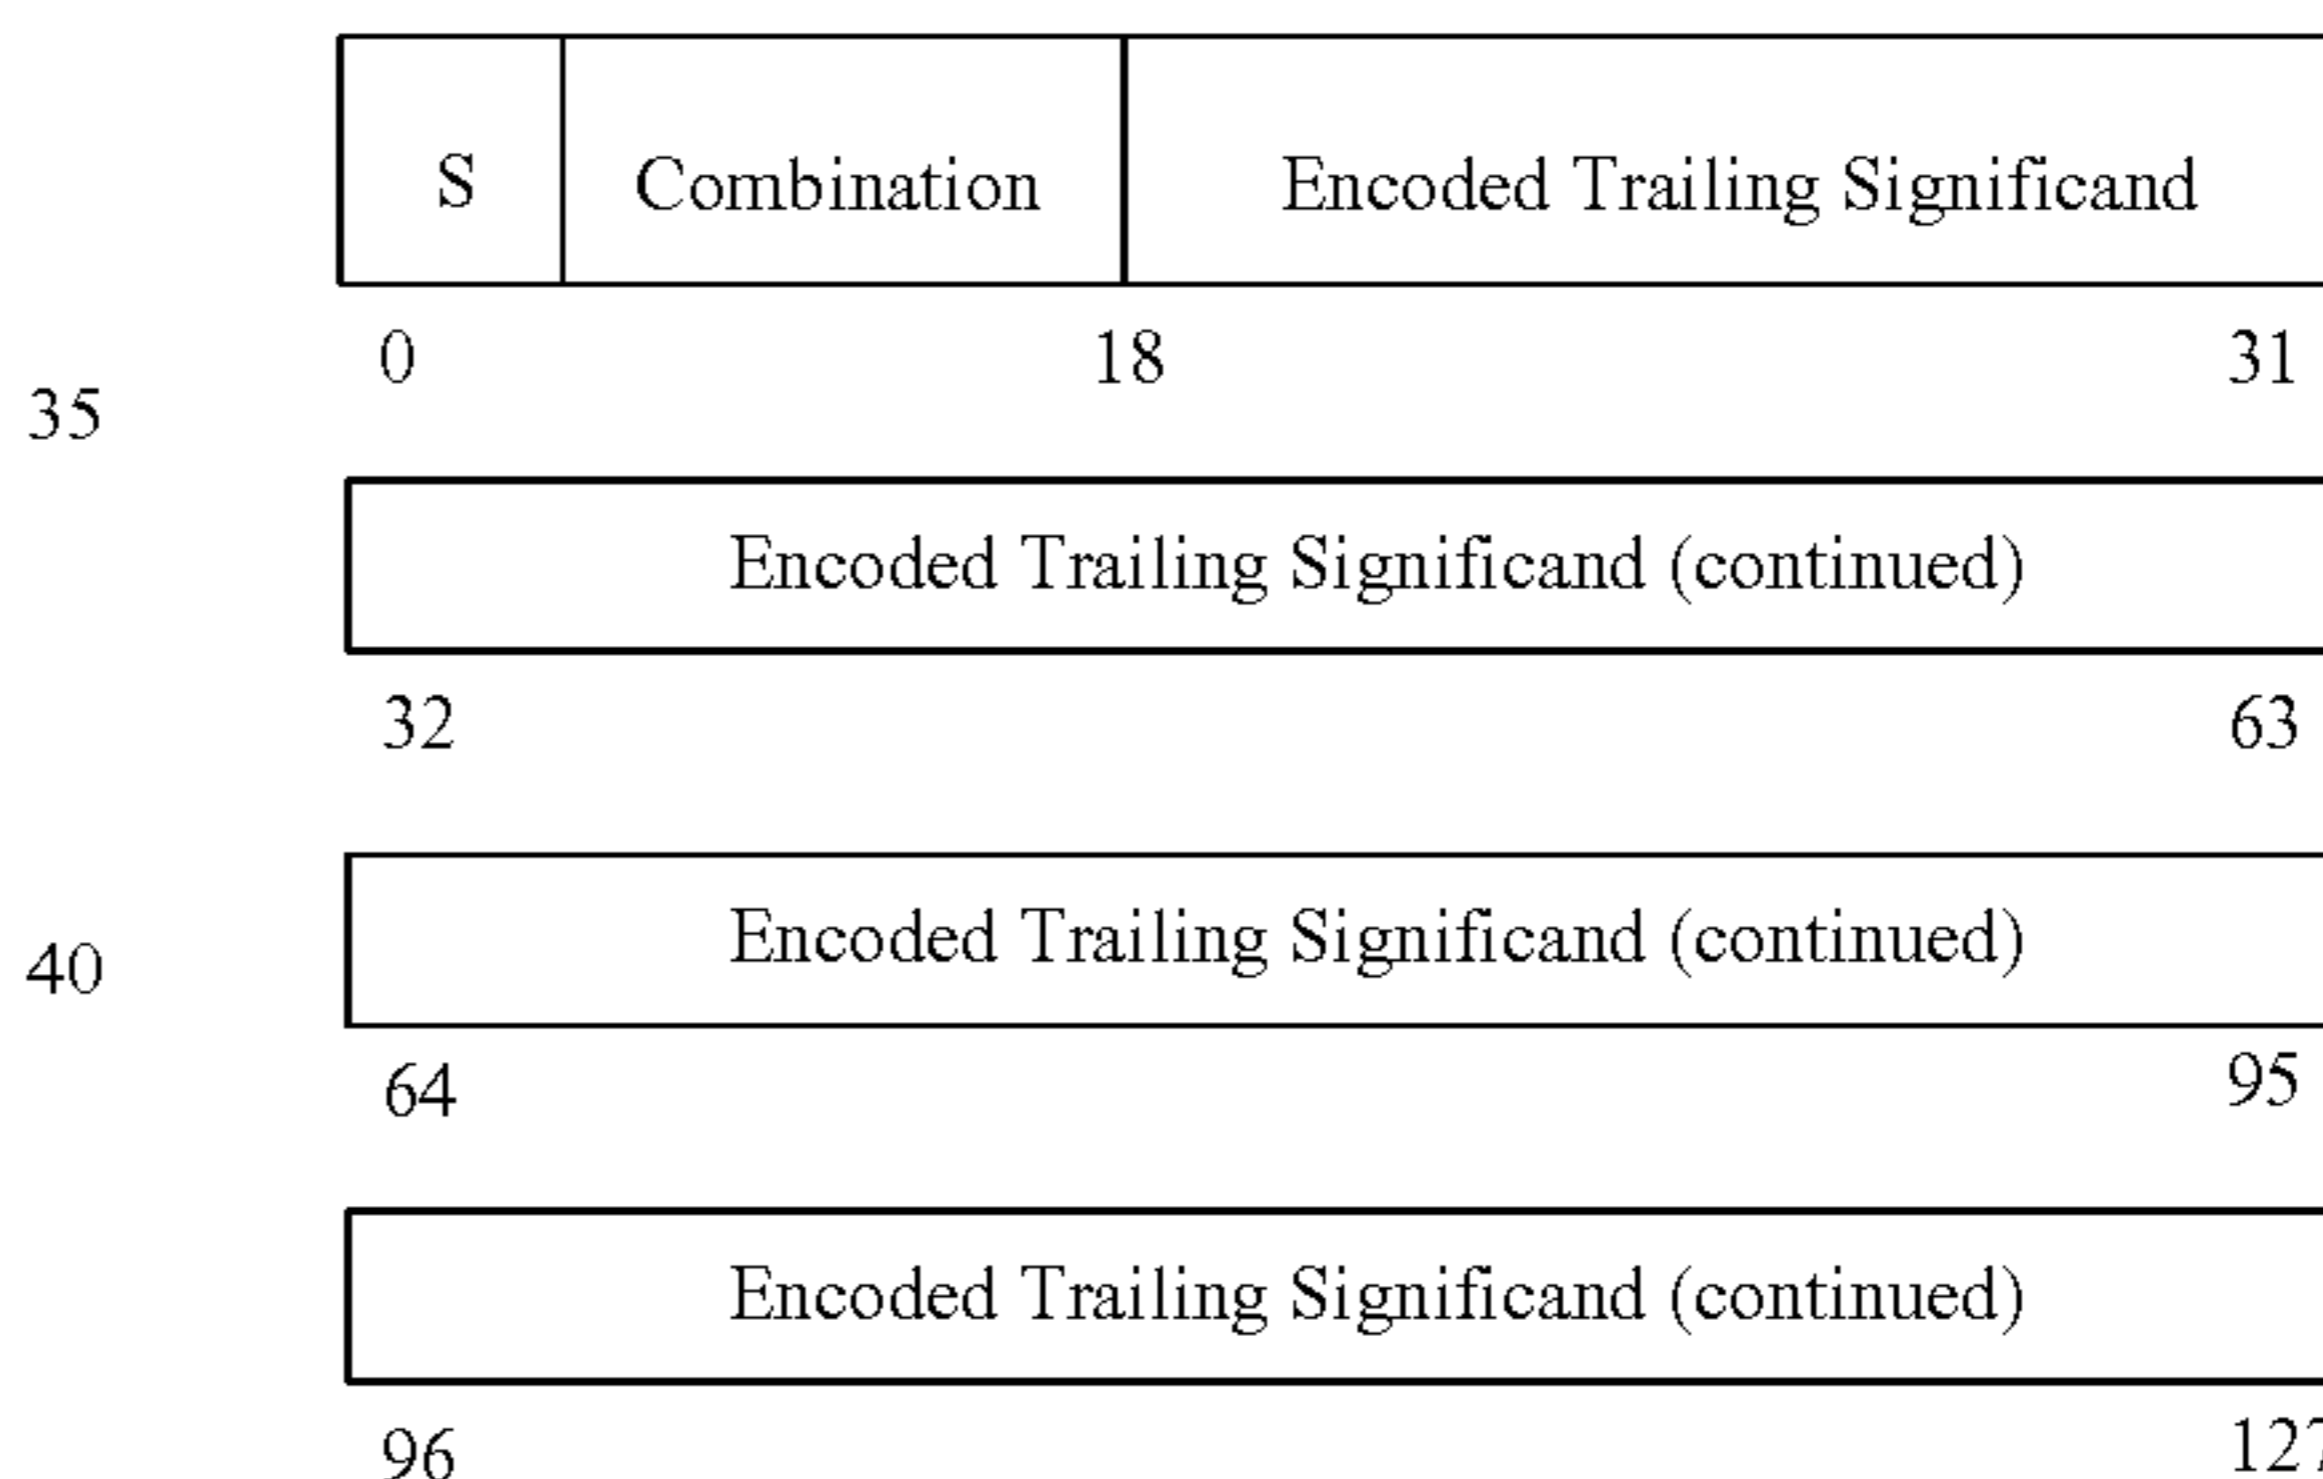 S Combination Encoded Trailing Significand
0 18 31
35
Encoded Trailing Significand (continued)
32 63
Encoded Trailing Significand (continued)
40
64 95
Encoded Trailing Significand (continued)
96 127